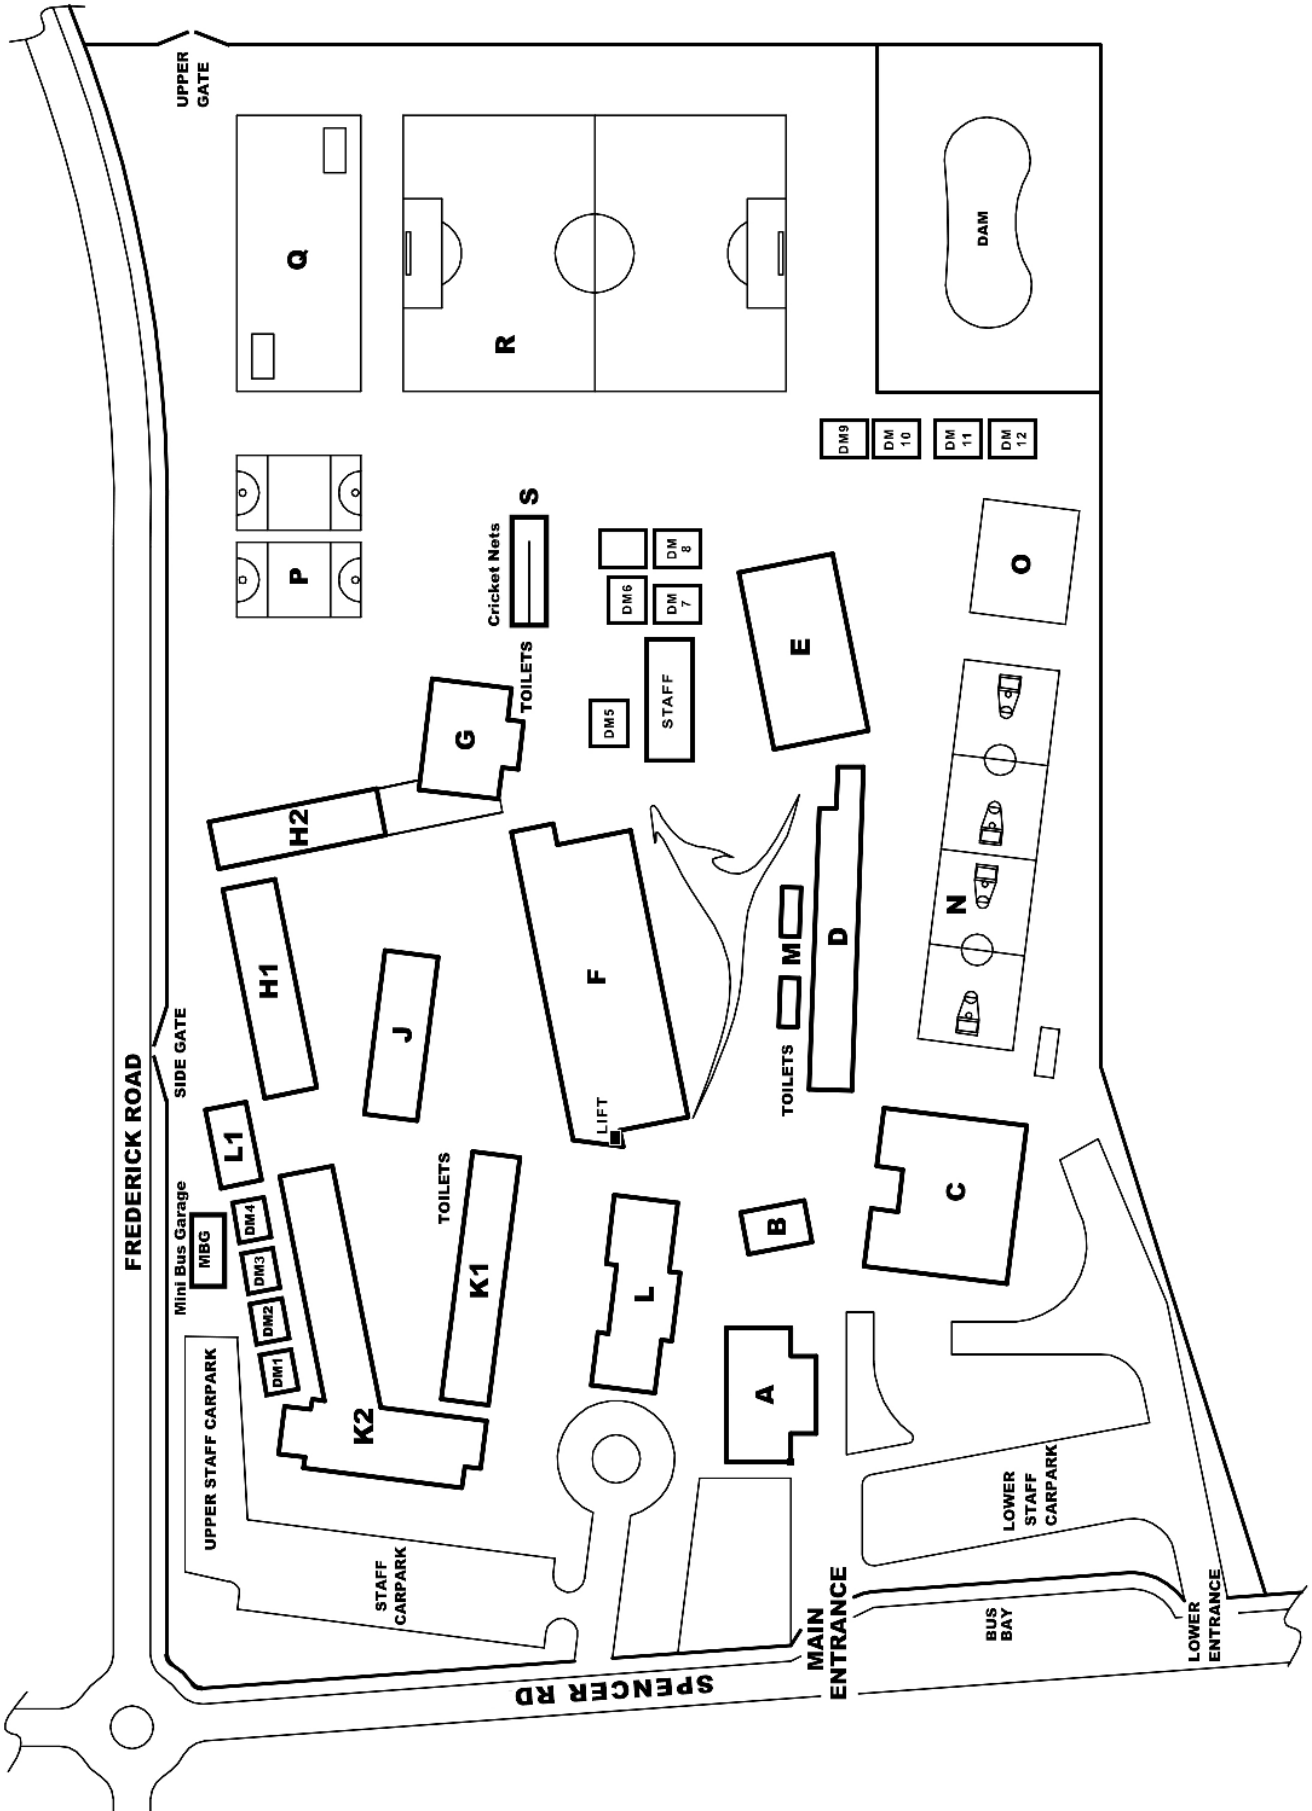 UPPER
GATE
Q
R
DAM
P
Cricket Nets
S
DM9
DM
10
DM
11
DM
12
DM6
DM
8
DM
7
TOILETS
G
DM5
STAFF
E
O
H2
H1
J
F
LIFT
M
TOILETS
D
N
FREDERICK ROAD
SIDE GATE
L1
Mini Bus Garage
MBG
DM4
DM3
DM2
DM1
TOILETS
K1
K2
L
B
C
A
UPPER STAFF CARPARK
STAFF
CARPARK
LOWER
STAFF
CARPARK
MAIN
ENTRANCE
BUS
BAY
LOWER
ENTRANCE
SPENCER RD